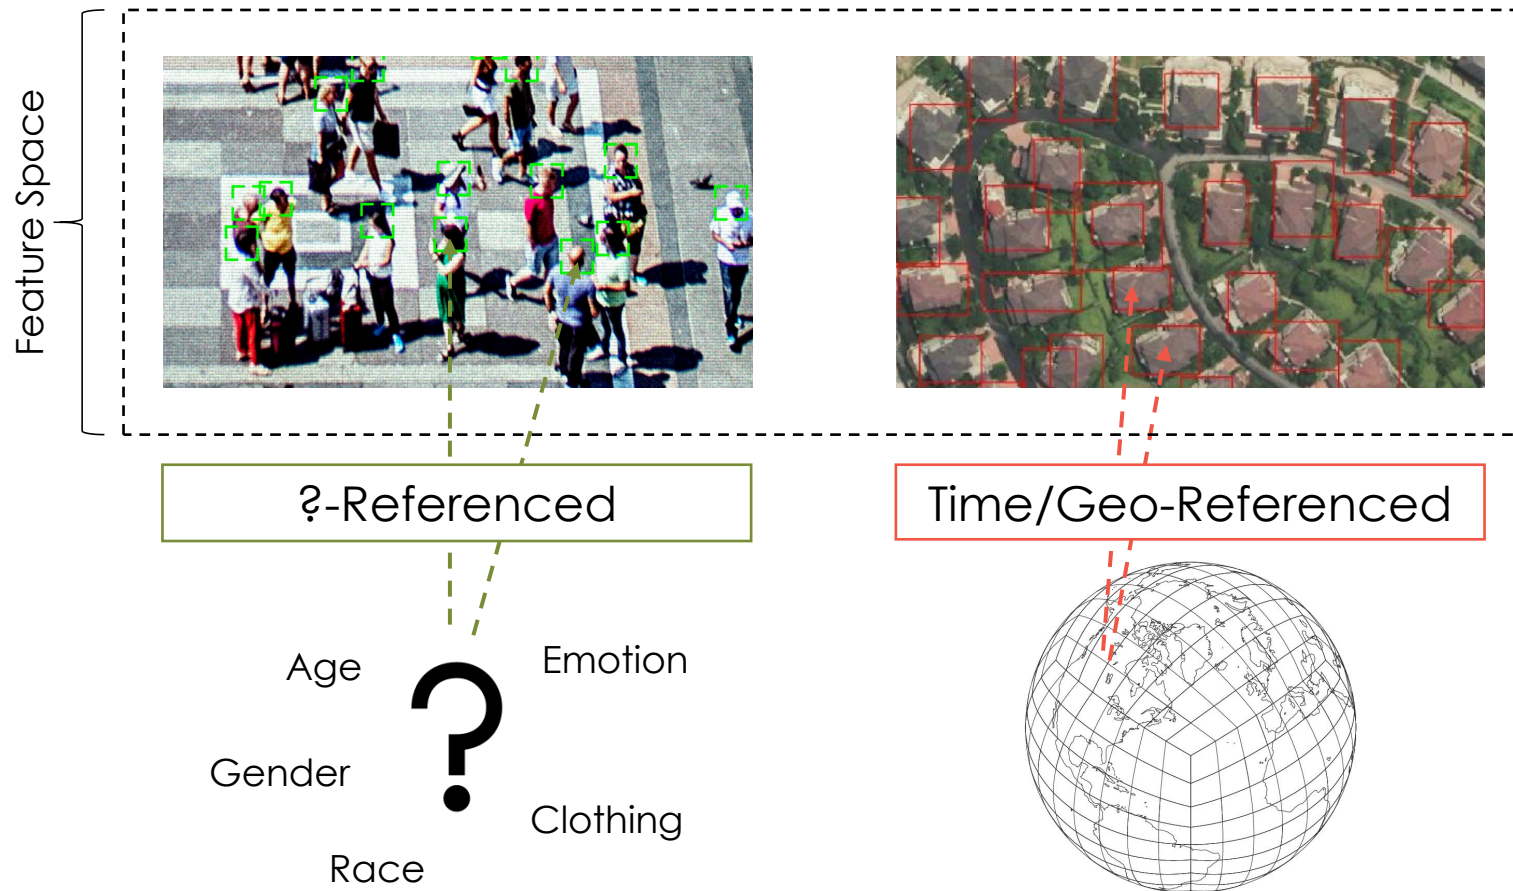 Feature Space
?-Referenced
Time/Geo-Referenced
Age
Emotion
?
Gender
Clothing
Race